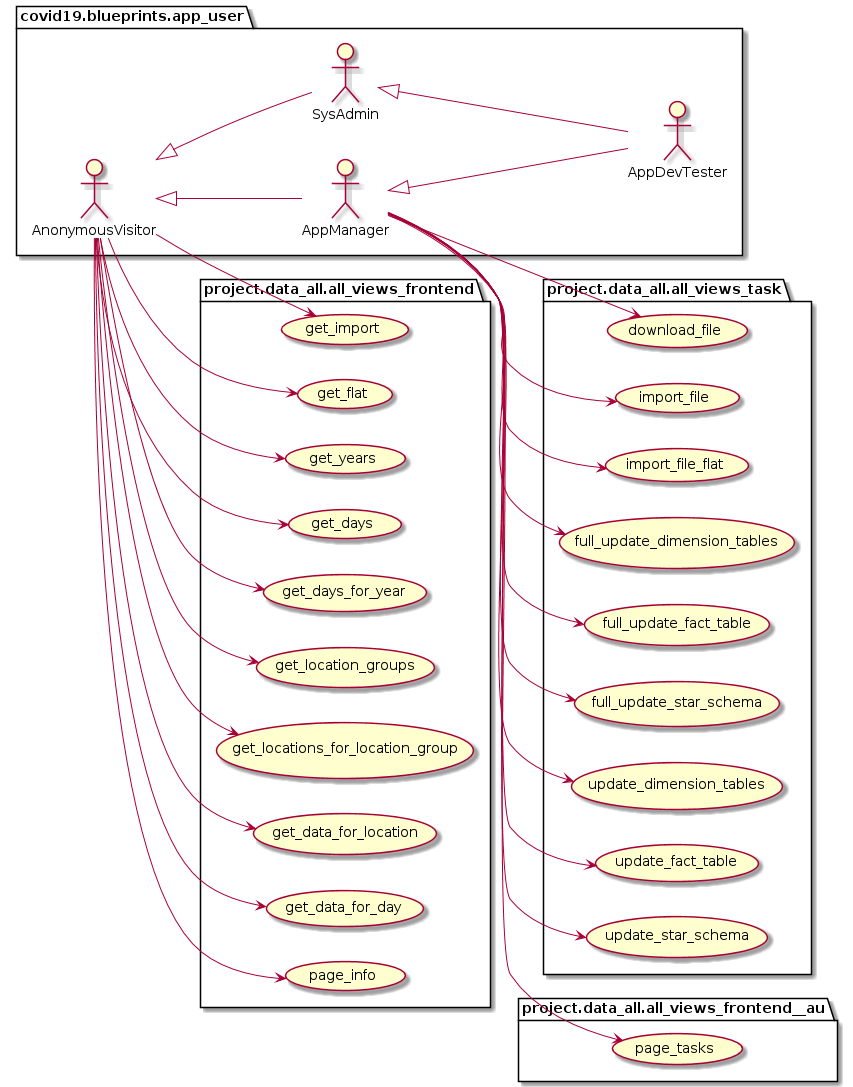 covid19.blueprints.app_user
SysAdmin
AppDevTester
AnonymousVisitor
AppManager
project.data_all.all_views_frontend
get_import
get_flat
get_years
get_days
get_days_for_year
get_location_groups
get_locations_for_location_group
get_data_for_location
get_data_for_day
page_info
project.data_all.all_views_task
download_file
import_file
import_file_flat
full_update_dimension_tables
full_update_fact_table
full_update_star_schema
update_dimension_tables
update_fact_table
update_star_schema
project.data_all.all_views_frontend__au
page_tasks